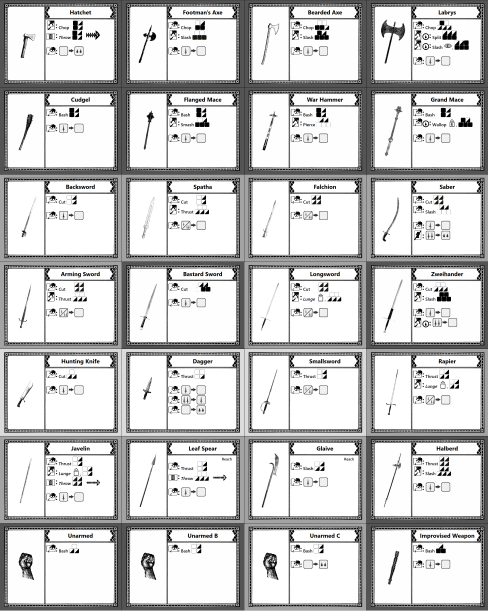 Hatchet
Chop
Throw
Footman's Axe
Chop
Slash
Bearded Axe
Chop
Slash
Labrys
Chop
Split
Slash
Cudgel
Bash
Flanged Mace
Bash
Smash
War Hammer
Bash
Pierce
Grand Mace
Bash
Wallop
Backsword
Cut
Spatha
Cut
Thrust
Falchion
Cut
Saber
Cut
Slash
Arming Sword
Cut
Thrust
Bastard Sword
Cut
Longsword
Cut
Lunge
Zweihander
Cut
Slash
Hunting Knife
Cut
Dagger
Thrust
Smallsword
Thrust
Rapier
Thrust
Lunge
Javelin
Thrust
Lunge
Throw
Leaf Spear
Reach
Thrust
Throw
Glaive
Reach
Slash
Halberd
Thrust
Slash
Unarmed
Bash
Unarmed B
Bash
Unarmed C
Bash
Improvised Weapon
Bash